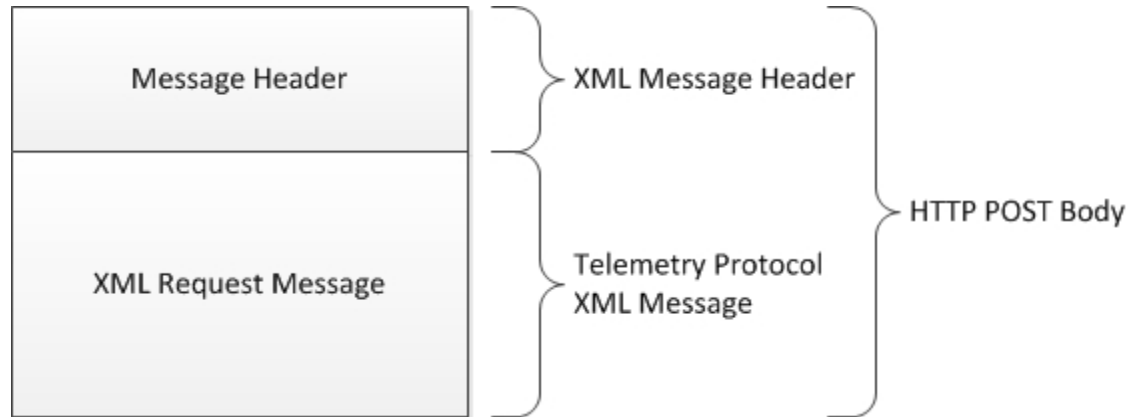 Message Header
XML Message Header
HTTP POST Body
XML Request Message
Telemetry Protocol
XML Message